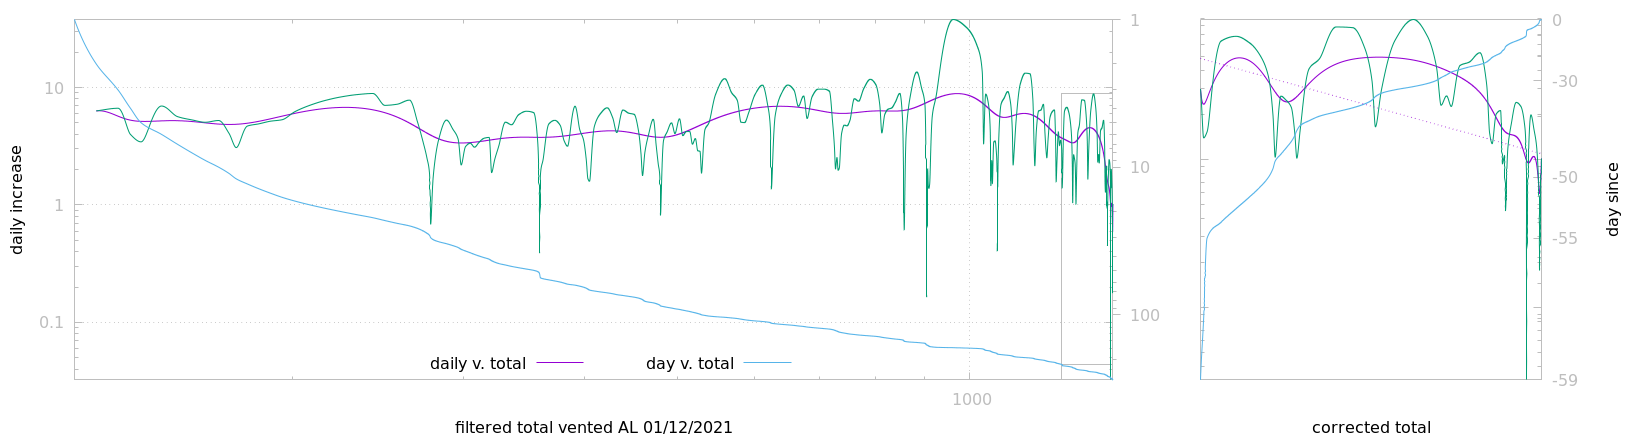 daily increase
10
1
0.1
1
10
100
1000
daily v. total
day v. total
filtered total vented AL 01/12/2021
0
-30
-50
-55
-59
day since
corrected total